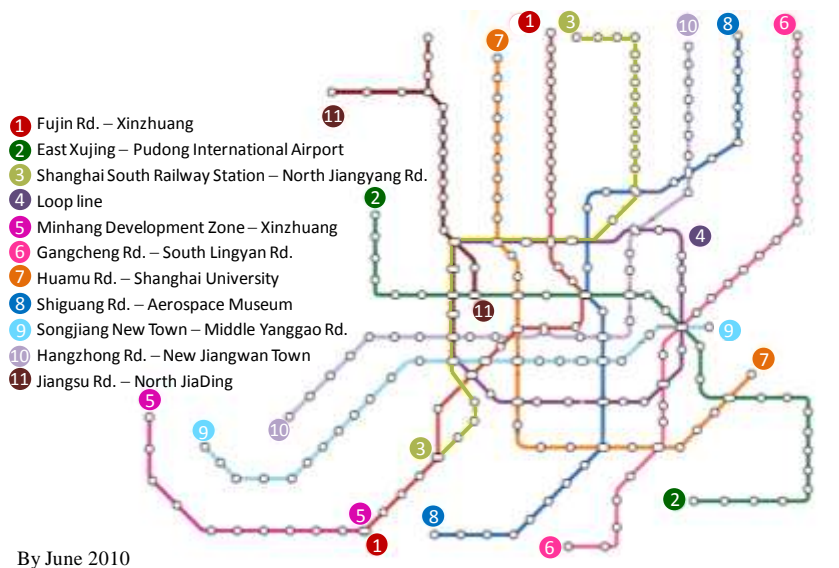 1 3 10 8 6
7
11
1 Fujin Rd. – Xinzhuang
2 East Xujing – Pudong International Airport
3 Shanghai South Railway Station – North Jiangyang Rd.
2
4 Loop line
4
5 Minhang Development Zone – Xinzhuang
6 Gangcheng Rd. – South Lingyan Rd.
7 Huamu Rd. – Shanghai University
8 Shiguang Rd. – Aerospace Museum
11
9 Songjiang New Town – Middle Yanggao Rd.
9
10 Hangzhong Rd. – New Jiangwan Town
7
11 Jiangsu Rd. – North JiaDing
5
9
10
3
2
5
8
1
6
By June 2010